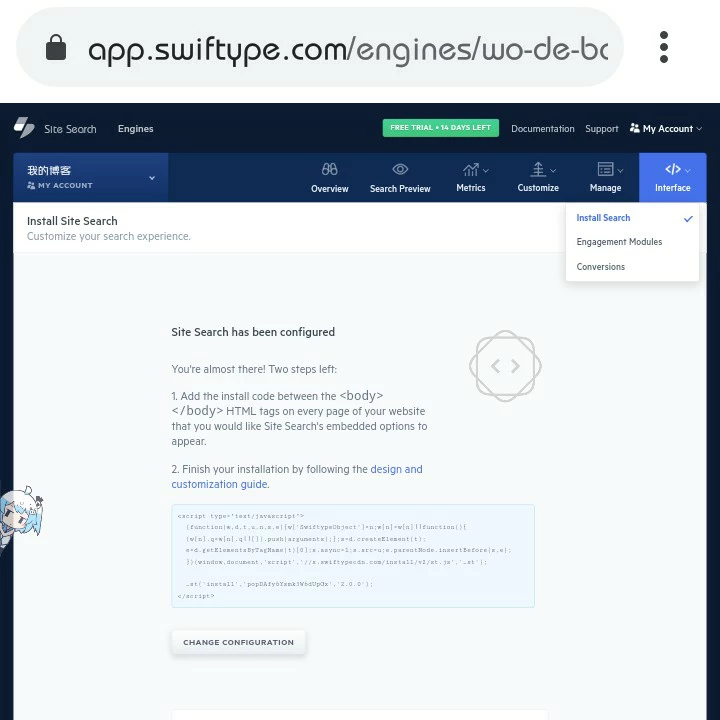 app.swiftype.com/engines/wo-de-bo
Site Search
Engines
FREE TRIAL • 14 DAYS LEFT
Documentation
Support
My Account
我的博客
MY ACCOUNT
Overview
Search Preview
Metrics
Customize
Manage
Interface
Install Site Search
Customize your search experience.
Install Search
Engagement Modules
Conversions
Site Search has been configured
You're almost there! Two steps left:
1. Add the install code between the <body>
</body> HTML tags on every page of your website
that you would like Site Search's embedded options to
appear.
2. Finish your installation by following the design and
customization guide.
<script type="text/javascript">
(function(w,d,t,u,n,s,e){w['SwiftypeObject']=n;w[n]=w[n]||function(){
(w[n].q=w[n].q||[]).push(arguments);};s=d.createElement(t);
e=d.getElementsByTagName(t)[0];s.async=1;s.src=u;e.parentNode.insertBefore(s,e);
})(window,document,'script','//s.swiftypecdn.com/install/v2/st.js','_st');
</script>
CHANGE CONFIGURATION